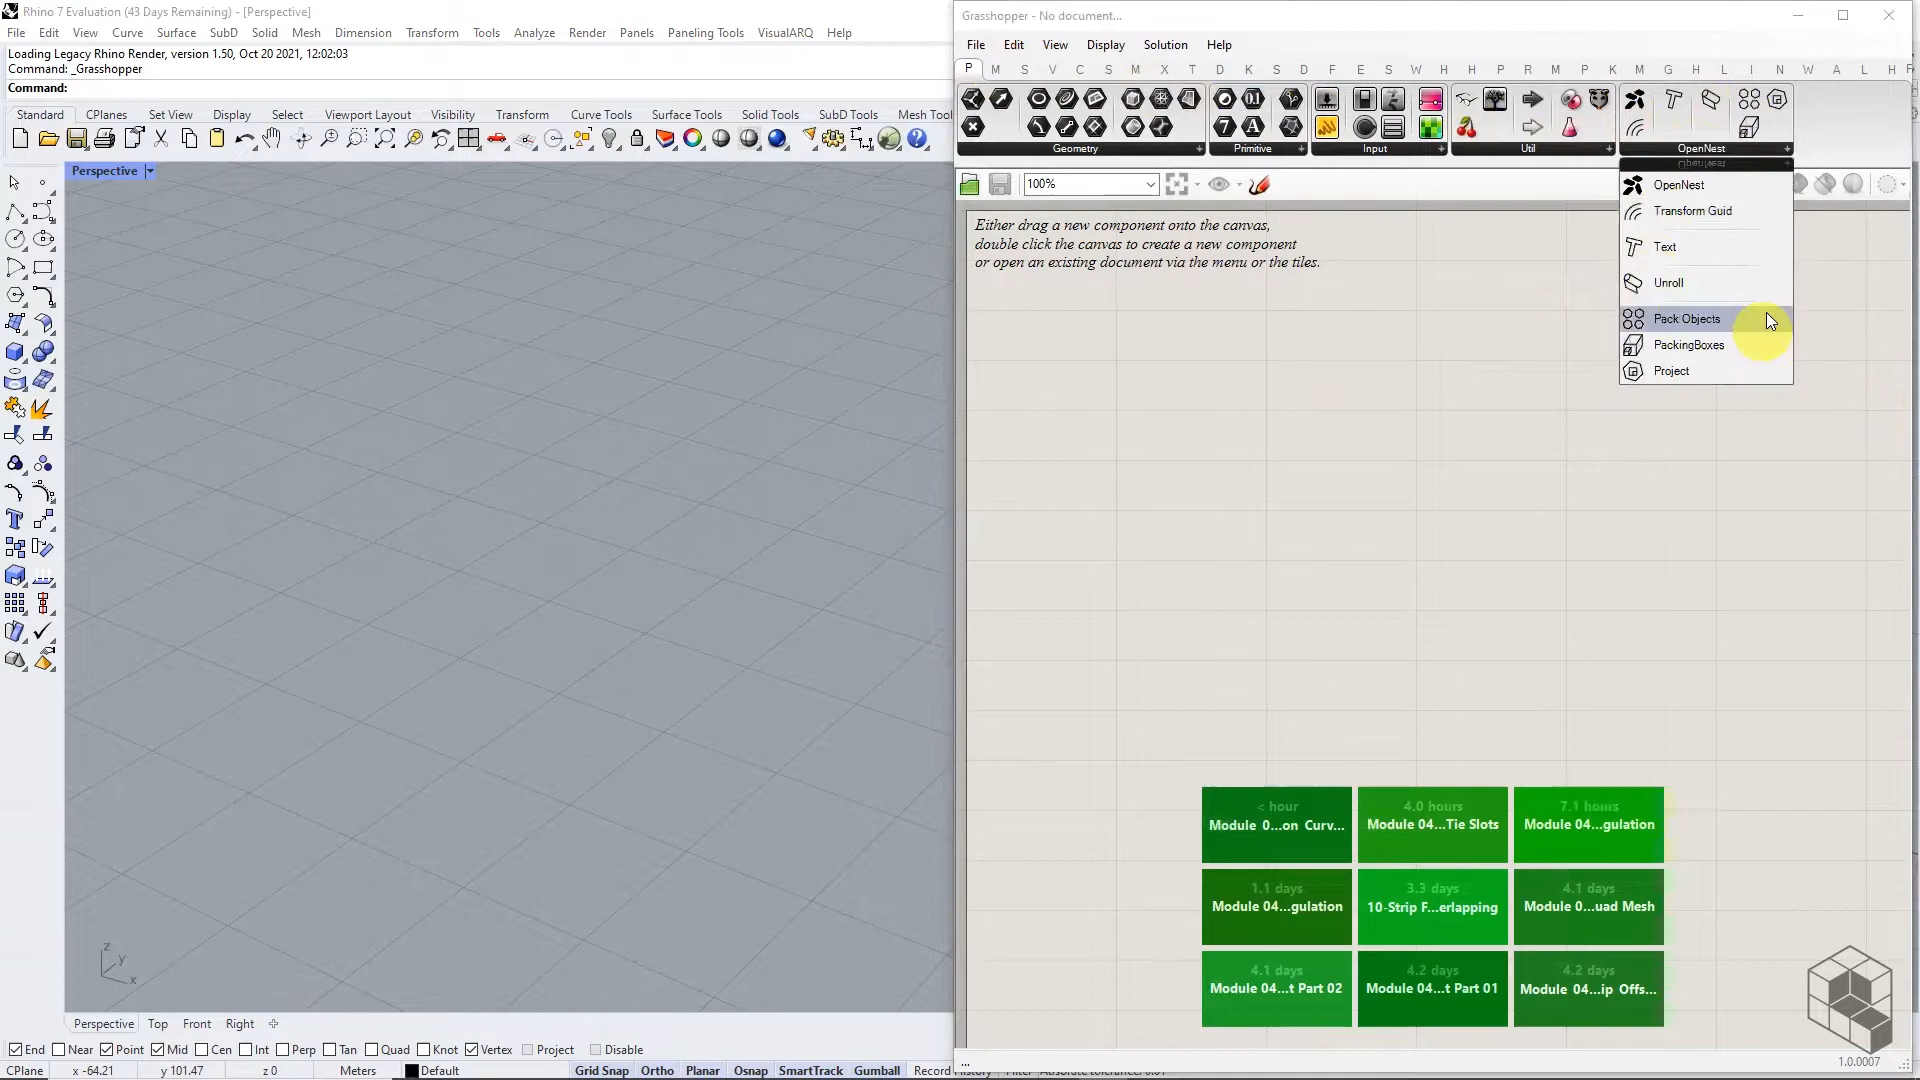 Rhino 7 Evaluation (43 Days Remaining) - [Perspective]
File Edit View Curve Surface SubD Solid Mesh Dimension Transform Tools Analyze Render Panels Paneling Tools VisualARQ Help
Loading Legacy Rhino Render, version 1.50, Oct 20 2021, 12:02:03
Command: _Grasshopper
Command:
Standard CPlanes Set View Display Select Viewport Layout Visibility Transform Curve Tools Surface Tools Solid Tools SubD Tools Mesh Tool
Perspective
z
y
x
Perspective Top Front Right
End Near Point Mid Cen Int Perp Tan Quad Knot Vertex Project Disable
CPlane x -64.21 y 101.47 z 0 Meters Default Grid Snap Ortho Planar Osnap SmartTrack Gumball Record History Filter Absolute tolerance: 0.01
Grasshopper - No document...
File Edit View Display Solution Help
P M S V C S M X T D K S D F E S W H H P R M P K M G H L I N W A L H F
Geometry Primitive Input Util OpenNest
100%
OpenNest
OpenNest
Transform Guid
Text
Unroll
Pack Objects
PackingBoxes
Project
Either drag a new component onto the canvas,
double click the canvas to create a new component
or open an existing document via the menu or the tiles.
< hour
Module 0...on Curv...
4.0 hours
Module 04...Tie Slots
7.1 hours
Module 04...gulation
1.1 days
Module 04...gulation
3.3 days
10-Strip F...erlapping
4.1 days
Module 0...uad Mesh
4.1 days
Module 04...t Part 02
4.2 days
Module 04...t Part 01
4.2 days
Module 04...ip Offs...
...
1.0.0007